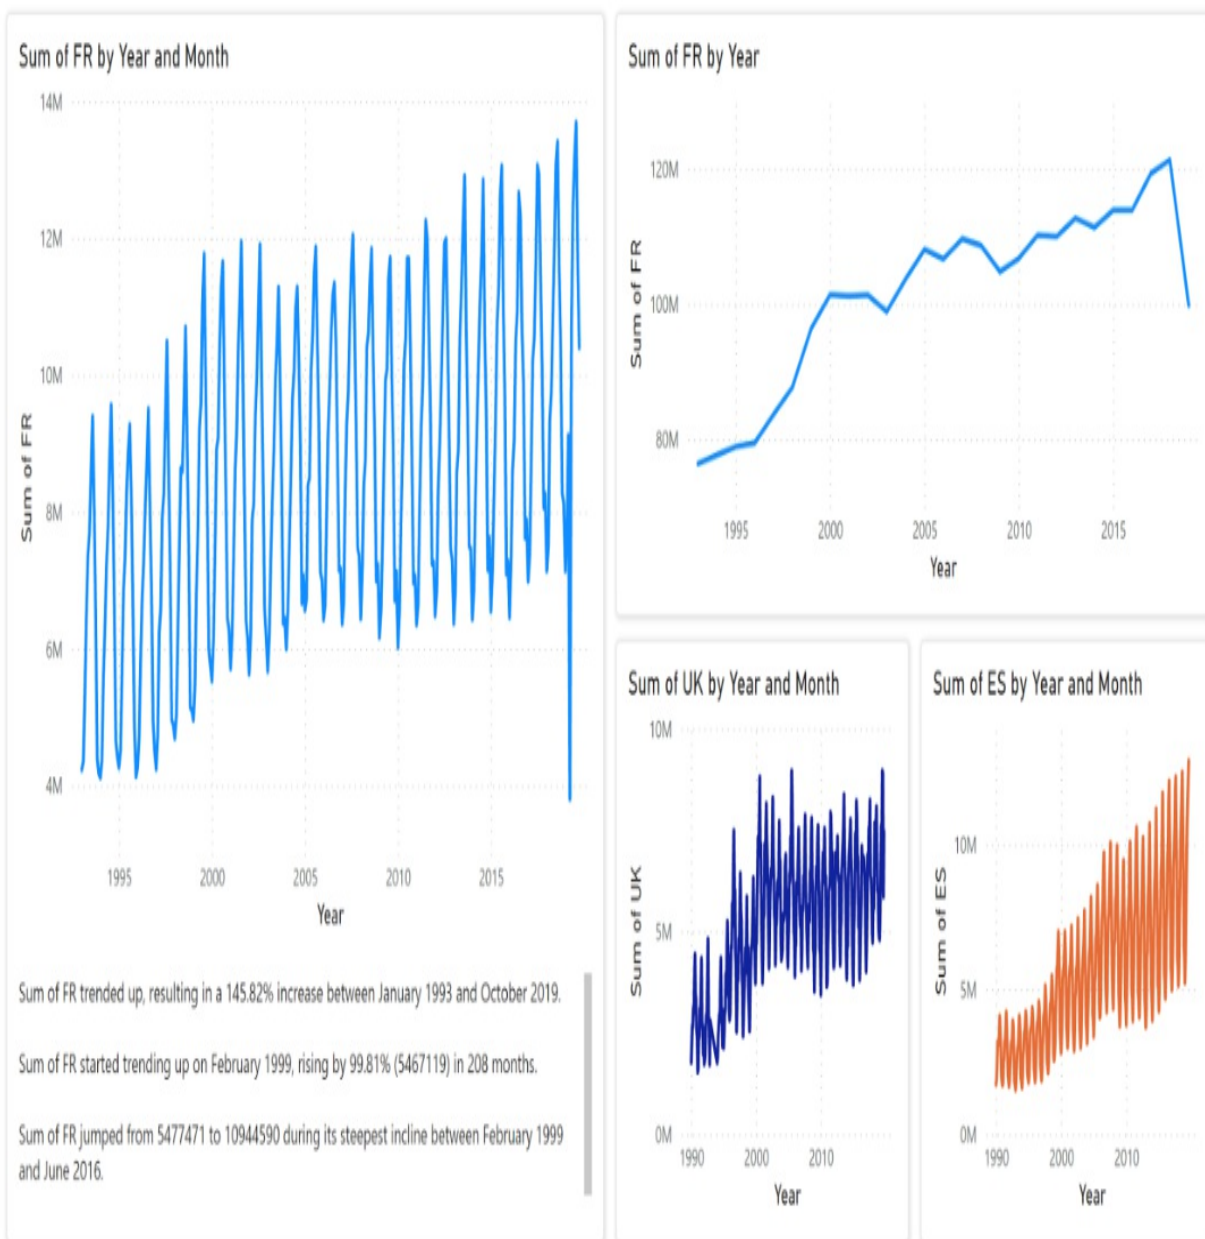 Sum of FR by Year and Month
14M
12M
10M
8M
6M
4M
Sum of FR
1995
2000
2005
2010
2015
Year
Sum of FR trended up, resulting in a 145.82% increase between January 1993 and October 2019.
Sum of FR started trending up on February 1999, rising by 99.81% (5467119) in 208 months.
Sum of FR jumped from 5477471 to 10944590 during its steepest incline between February 1999
and June 2016.
Sum of FR by Year
120M
100M
80M
Sum of FR
1995
2000
2005
2010
2015
Year
Sum of UK by Year and Month
10M
5M
0M
Sum of UK
1990
2000
2010
Year
Sum of ES by Year and Month
10M
5M
0M
Sum of ES
1990
2000
2010
Year